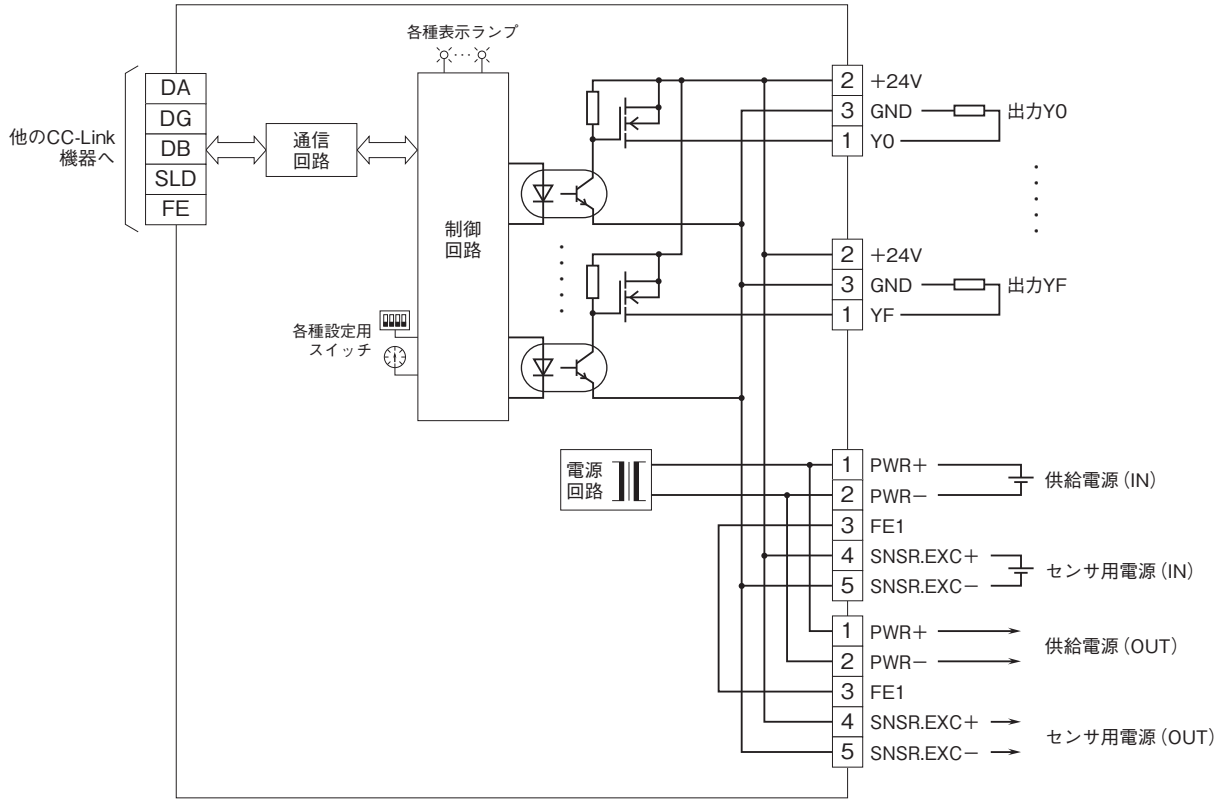 各種表示ランプ
他のCC-Link
機器へ
DA
DG
DB
SLD
FE
通信
回路
制御
回路
各種設定用
スイッチ
2 +24V
3 GND 出力Y0
1 Y0
2 +24V
3 GND 出力YF
1 YF
電源
回路
1 PWR+
2 PWR−
供給電源(IN)
3 FE1
4 SNSR.EXC+
5 SNSR.EXC−
センサ用電源(IN)
1 PWR+
2 PWR−
供給電源(OUT)
3 FE1
4 SNSR.EXC+
5 SNSR.EXC−
センサ用電源(OUT)